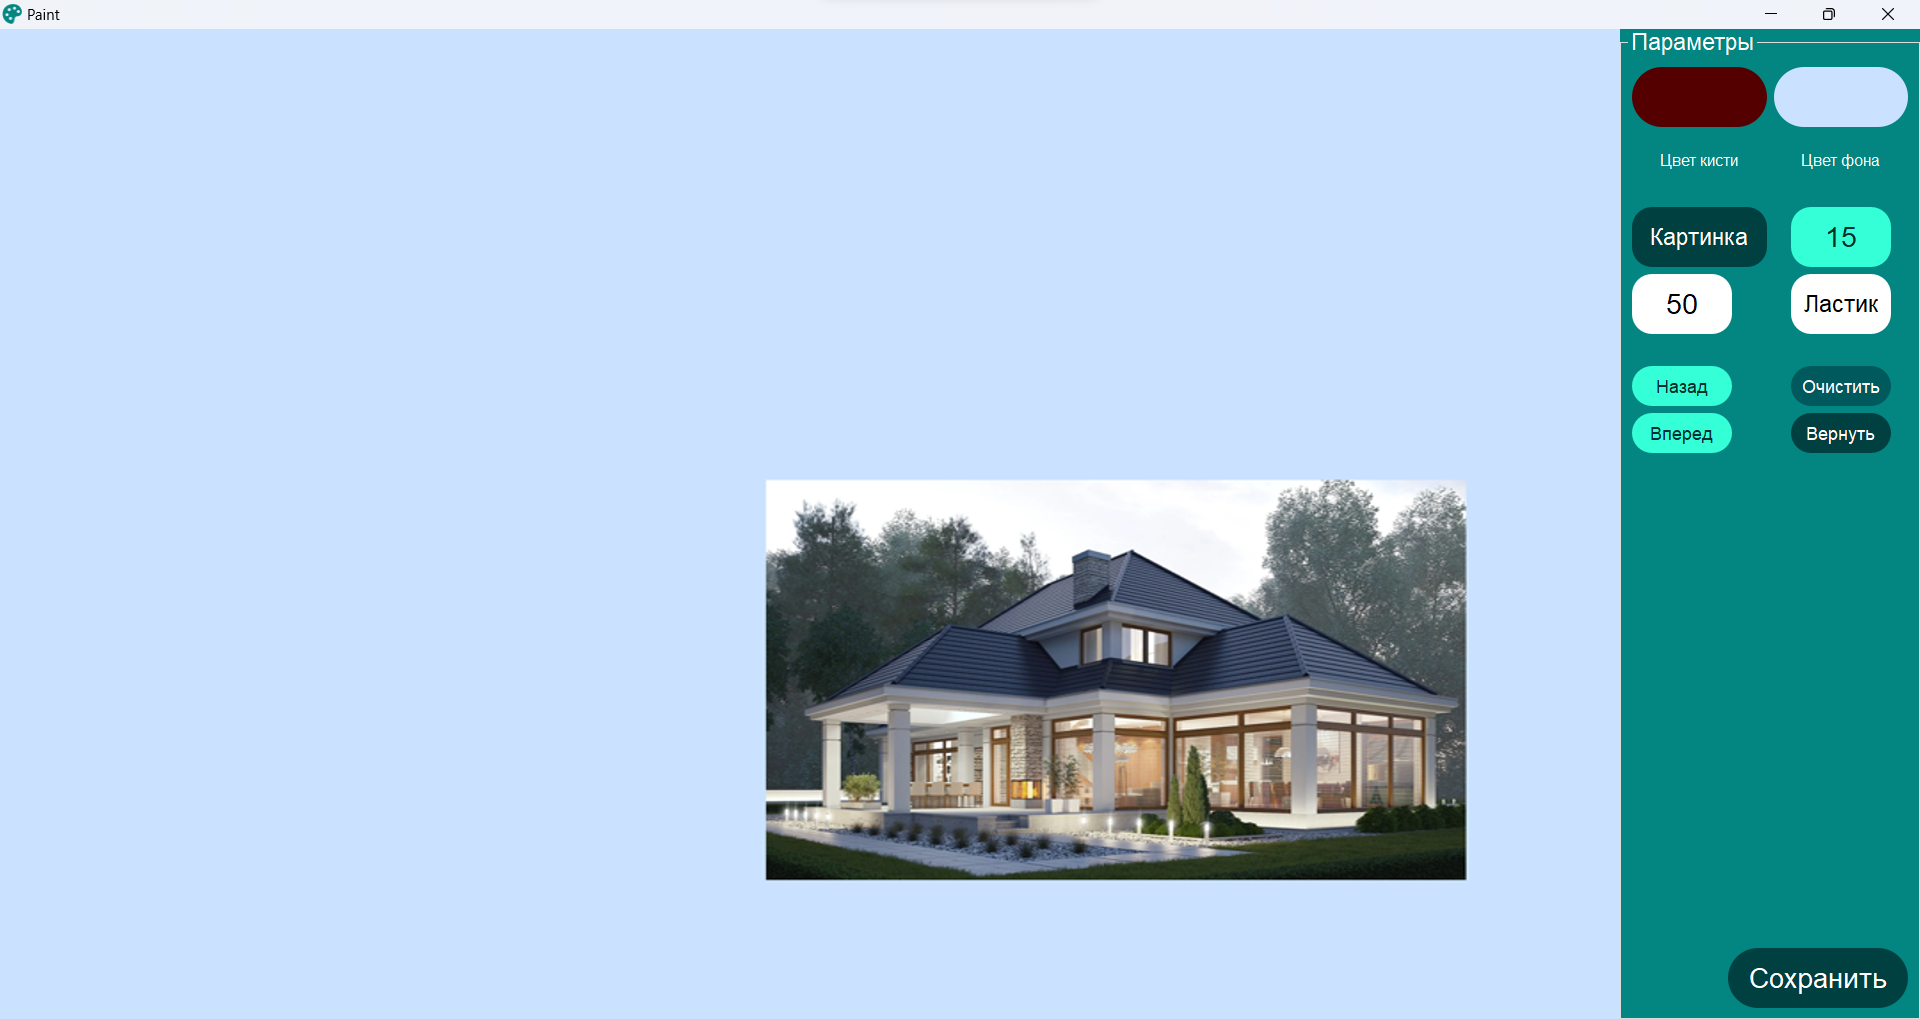 Paint
Параметры
Цвет кисти Цвет фона
Картинка 15
50 Ластик
Назад Очистить
Вперед Вернуть
Сохранить